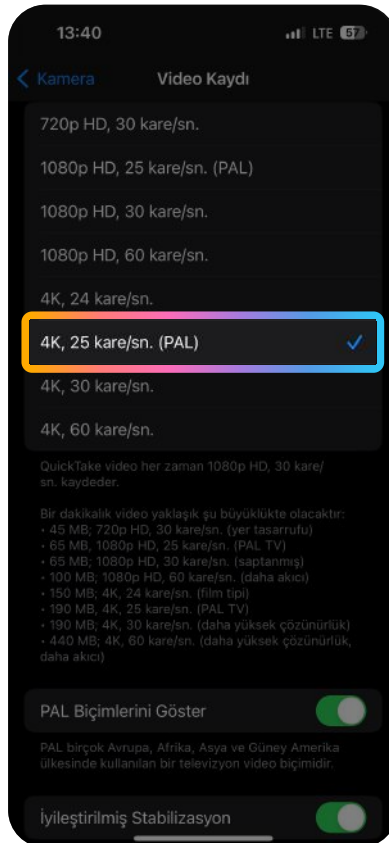 13:40
LTE 57
Kamera
Video Kaydı
720p HD, 30 kare/sn.
1080p HD, 25 kare/sn. (PAL)
1080p HD, 30 kare/sn.
1080p HD, 60 kare/sn.
4K, 24 kare/sn.
4K, 25 kare/sn. (PAL)
4K, 30 kare/sn.
4K, 60 kare/sn.
QuickTake video her zaman 1080p HD, 30 kare/
sn. kaydeder.
Bir dakikalık video yaklaşık şu büyüklükte olacaktır:
• 45 MB; 720p HD, 30 kare/sn. (yer tasarrufu)
• 65 MB, 1080p HD, 25 kare/sn. (PAL TV)
• 65 MB; 1080p HD, 30 kare/sn. (saptanmış)
• 100 MB; 1080p HD, 60 kare/sn. (daha akıcı)
• 150 MB; 4K, 24 kare/sn. (film tipi)
• 190 MB, 4K, 25 kare/sn. (PAL TV)
• 190 MB; 4K, 30 kare/sn. (daha yüksek çözünürlük)
• 440 MB; 4K, 60 kare/sn. (daha yüksek çözünürlük,
daha akıcı)
PAL Biçimlerini Göster
PAL birçok Avrupa, Afrika, Asya ve Güney Amerika
ülkesinde kullanılan bir televizyon video biçimidir.
İyileştirilmiş Stabilizasyon